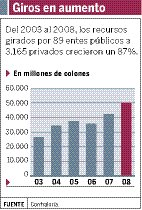 Giros en aumento
Del 2003 al 2008, los recursos
girados por 89 entes públicos a
3.165 privados crecieron un 87%.
En millones de colones
60.000
50.000
40.000
30.000
20.000
10.000
0
03 04 05 06 07 08
FUENTE Contraloría.